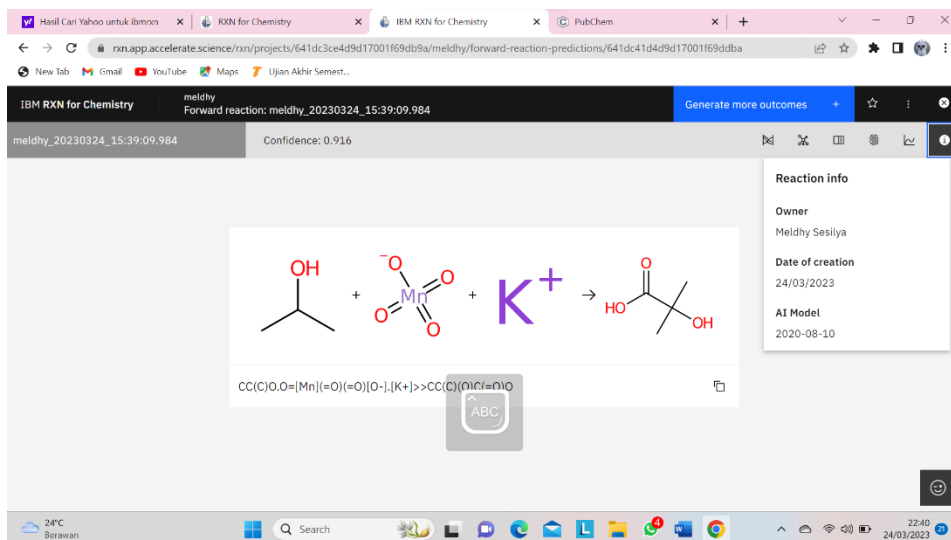 Hasil Cari Yahoo untuk ibmrxn
RXN for Chemistry
IBM RXN for Chemistry
PubChem
rxn.app.accelerate.science/rxn/projects/641dc3ce4d9d17001f69db9a/meldhy/forward-reaction-predictions/641dc41d4d9d17001f69ddba
New Tab Gmail YouTube Maps Ujian Akhir Semest...
IBM RXN for Chemistry
meldhy
Forward reaction: meldhy_20230324_15:39:09.984
Generate more outcomes +
meldhy_20230324_15:39:09.984
Confidence: 0.916
Reaction info
Owner
Meldhy Sesilya
Date of creation
24/03/2023
AI Model
2020-08-10
OH
+
⁻O
Mn
O
O
O
+
K⁺
→
O
HO
OH
CC(C)O.O=[Mn](=O)(=O)[O-].[K+]>>CC(C)(O)C(=O)O
ABC
24°C
Berawan
Search
4
22:40
24/03/2023
21